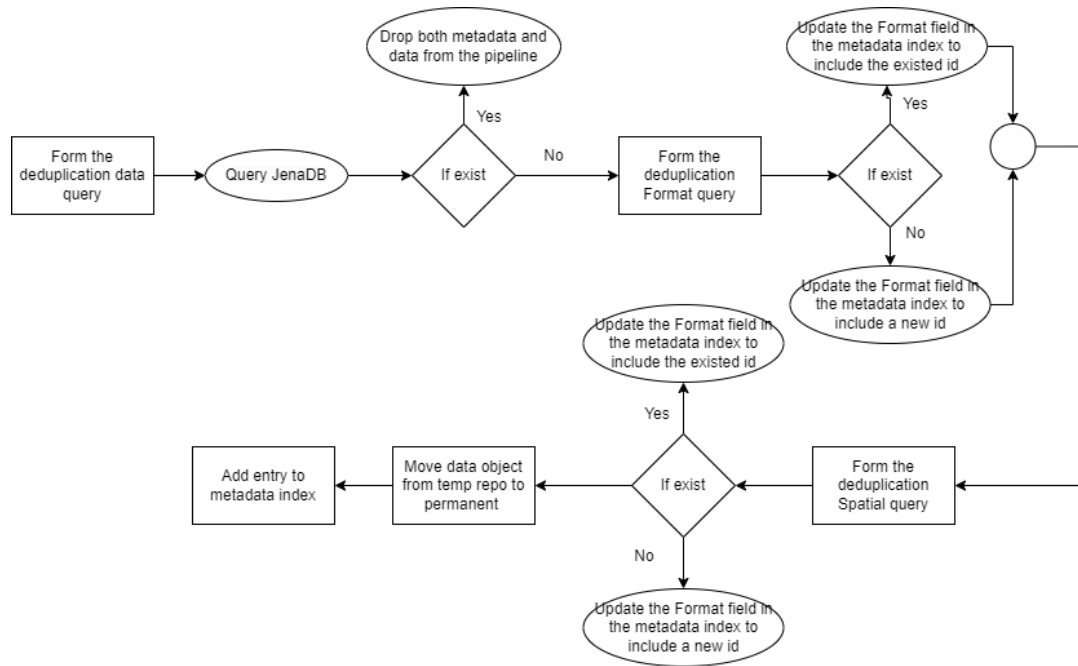 Drop both metadata and
data from the pipeline
Update the Format field in
the metadata index to
include the existed id
Yes
Yes
Form the
deduplication data
query
Query JenaDB
If exist
No
Form the
deduplication
Format query
If exist
No
Update the Format field in
the metadata index to
include a new id
Update the Format field in
the metadata index to
include the existed id
Yes
Add entry to
metadata index
Move data object
from temp repo to
permanent
If exist
Form the
deduplication
Spatial query
No
Update the Format field in
the metadata index to
include a new id